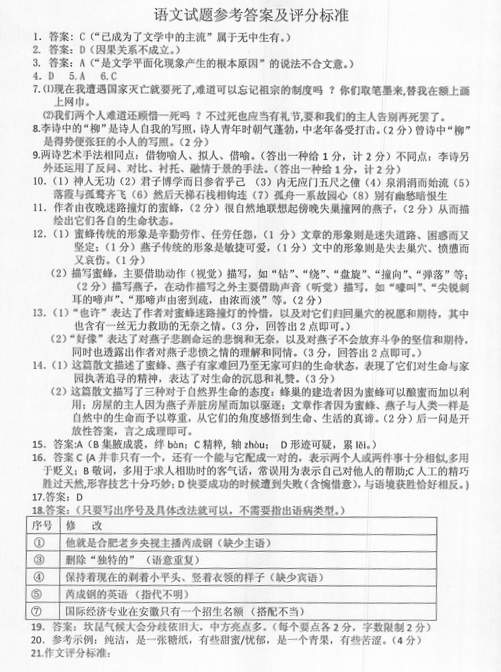 语文试题参考答案及评分标准
1. 答案：C（“已成为了文学中的主流”属于无中生有。）
2. 答案：D（因果关系不成立。）
3. 答案：A（“是文学平面化现象产生的根本原因”的说法不合文意。）
4. D 5.A 6.C
7.⑴现在我遭遇国家灭亡就要死了,难道可以忘记祖宗的制度吗？你们取笔墨来,替我在额上画
上网巾。
⑵我们两个人难道还顾惜一死吗？不过死也应当有礼节,要和我们的主人告别再死罢了。
8.李诗中的“柳”是诗人自我的写照,诗人青年时朝气蓬勃,中老年备受打击。(2分)曾诗中“柳”
是得势便张狂的小人的写照。（2分）
9.两诗艺术手法相同点：借物喻人、拟人、借喻。（答出一种给1分，计2分）不同点：李诗另
外还运用了反问、对比、衬托、融情于景的手法。（答出一种给1分，计2分）
10.（1）神人无功（2）君子博学而日参省乎己 （3）内无应门五尺之僮（4）泉涓涓而始流（5）
落霞与孤鹜齐飞（6）然后天梯石栈相钩连（7）孤舟一系故园心（8）别有幽愁暗恨生
11. 作者由夜晚迷路撞灯的蜜蜂，（2分）很自然地联想起傍晚失巢撞网的燕子，（2分）从而描
绘出它们各自的生命状态。
12.（1）蜜蜂传统的形象是辛勤劳作、任劳任怨，（1分）文章的形象则是迷失道路、困惑而又
坚定；（1分）燕子传统的形象是敏捷可爱，（1分）文中的形象则是失去巢穴、愤懑而
又哀伤。（1分）
（2）描写蜜蜂，主要借助动作（视觉）描写，如“钻”、“绕”、“盘旋”、“撞向”、“弹落”等；
（2分）描写燕子，在动作描写之外主要借助声音（听觉）描写，如“嚎叫”、“尖锐刺
耳的啼声”、“那啼声由密到疏，由浓而淡”等。（2分）
13.（1）“也许”表达了作者对蜜蜂迷路撞灯的怜惜，以及对它们归回巢穴的祝愿和期待，其中
也含有一丝无力救助的无奈之情。（3分，回答出2点即可。）
（2）“好像”表达了对燕子悲剧命运的悲悯和无奈，以及对燕子不会放弃斗争的坚信和期待，
同时也透露出作者对燕子悲愤之情的理解和同情。（3分，回答出2点即可。）
14.（1）这篇散文描述了蜜蜂、燕子有家难回乃至无家可归的生命状态，表现了它们对生命与家
园执著追寻的精神，表达了对生命的沉思和礼赞。（3分）
（2）这篇散文描写了三种对于自然界生命的态度：蜂巢的建造者因为蜜蜂可以酿蜜而加以利
用；房屋的主人因为燕子弄脏房屋而加以驱逐；文章作者因为蜜蜂、燕子与人类一样是
自然中的生命而予以尊重，从它们的角度感悟到生命、生活的真谛。（2分）后一问是开
放性答案，言之成理即可。
15. 答案:A（B集腋成裘，绊bàn；C精粹，轴zhòu； D形迹可疑，累lěi。）
16. 答案C（A并非只有一个，还有一个能与它配成一对的，表示两个人或两件事十分相似,多用
于贬义；B敬词，多用于求人相助时的客气话，常误用为表示自己对他人的帮助;C人工的精巧
胜过天然,形容技艺十分巧妙；D快要成功的时候遭到失败(含惋惜意)，与语境获胜恰好相反。）
17.答案：D
18.答案：（只要写出序号及具体改法就可以，不需要指出语病类型。）
序号 修 改
① 他就是合肥老乡央视主播芮成钢（缺少主语）
③ 删除“独特的”（语意重复）
④ 保持着现在的剃着小平头、竖着衣领的样子（缺少宾语）
⑤ 芮成钢的英语（指代不明）
⑦ 国际经济专业在安徽只有一个招生名额（搭配不当）
19. 答案：坎昆气候大会分歧依旧大，中方亮点多。（每个要点各2分，字数限制2分）
20. 参考示例：纯洁，是一张糖纸，有些甜蜜/忧郁，是一个青果，有些苦涩。（4分）
21.作文评分标准：